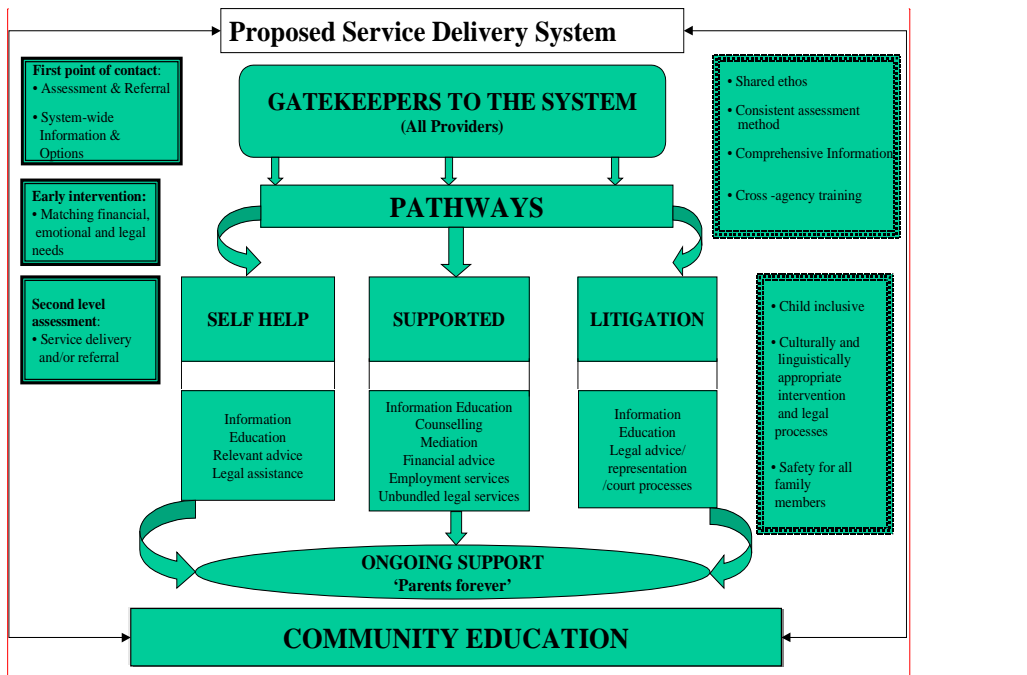 Proposed Service Delivery System
First point of contact:
• Assessment & Referral
• System-wide
Information &
Options
GATEKEEPERS TO THE SYSTEM
(All Providers)
• Shared ethos
• Consistent assessment
method
• Comprehensive Information
• Cross -agency training
Early intervention:
• Matching financial,
emotional and legal
needs
PATHWAYS
Second level
assessment:
• Service delivery
and/or referral
SELF HELP
SUPPORTED
LITIGATION
• Child inclusive
• Culturally and
linguistically
appropriate
intervention
and legal
processes
• Safety for all
family
members
Information
Education
Relevant advice
Legal assistance
Information Education
Counselling
Mediation
Financial advice
Employment services
Unbundled legal services
Information
Education
Legal advice/
representation
/court processes
ONGOING SUPPORT
‘Parents forever’
COMMUNITY EDUCATION